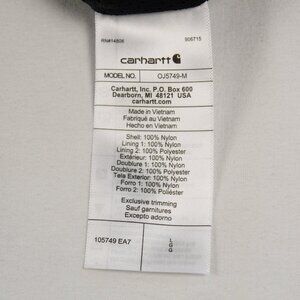 RN#14806 906715
carhartt
MODEL NO. OJ5749-M
Carhartt, Inc. P.O. Box 600
Dearborn, MI 48121 USA
carhartt.com
Made in Vietnam
Fabriqué au Vietnam
Hecho en Vietnam
Shell: 100% Nylon
Lining 1: 100% Nylon
Lining 2: 100% Polyester
Extérieur: 100% Nylon
Doublure 1: 100% Nylon
Doublure 2: 100% Polyester
Tela Exterior: 100% Nylon
Forro 1: 100% Nylon
Forro 2: 100% Poliéster
Exclusive trimming
Sauf garnitures
Excepto adorno
105749 EA7
L
G
G